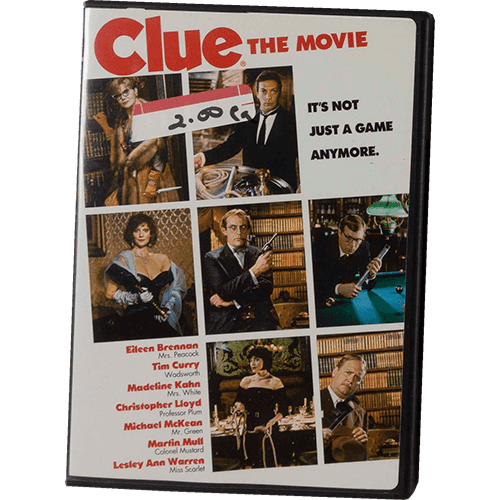 Clue® THE MOVIE
2.00 ea
IT'S NOT
JUST A GAME
ANYMORE.
Eileen Brennan
Mrs. Peacock
Tim Curry
Wadsworth
Madeline Kahn
Mrs. White
Christopher Lloyd
Professor Plum
Michael McKean
Mr. Green
Martin Mull
Colonel Mustard
Lesley Ann Warren
Miss Scarlet